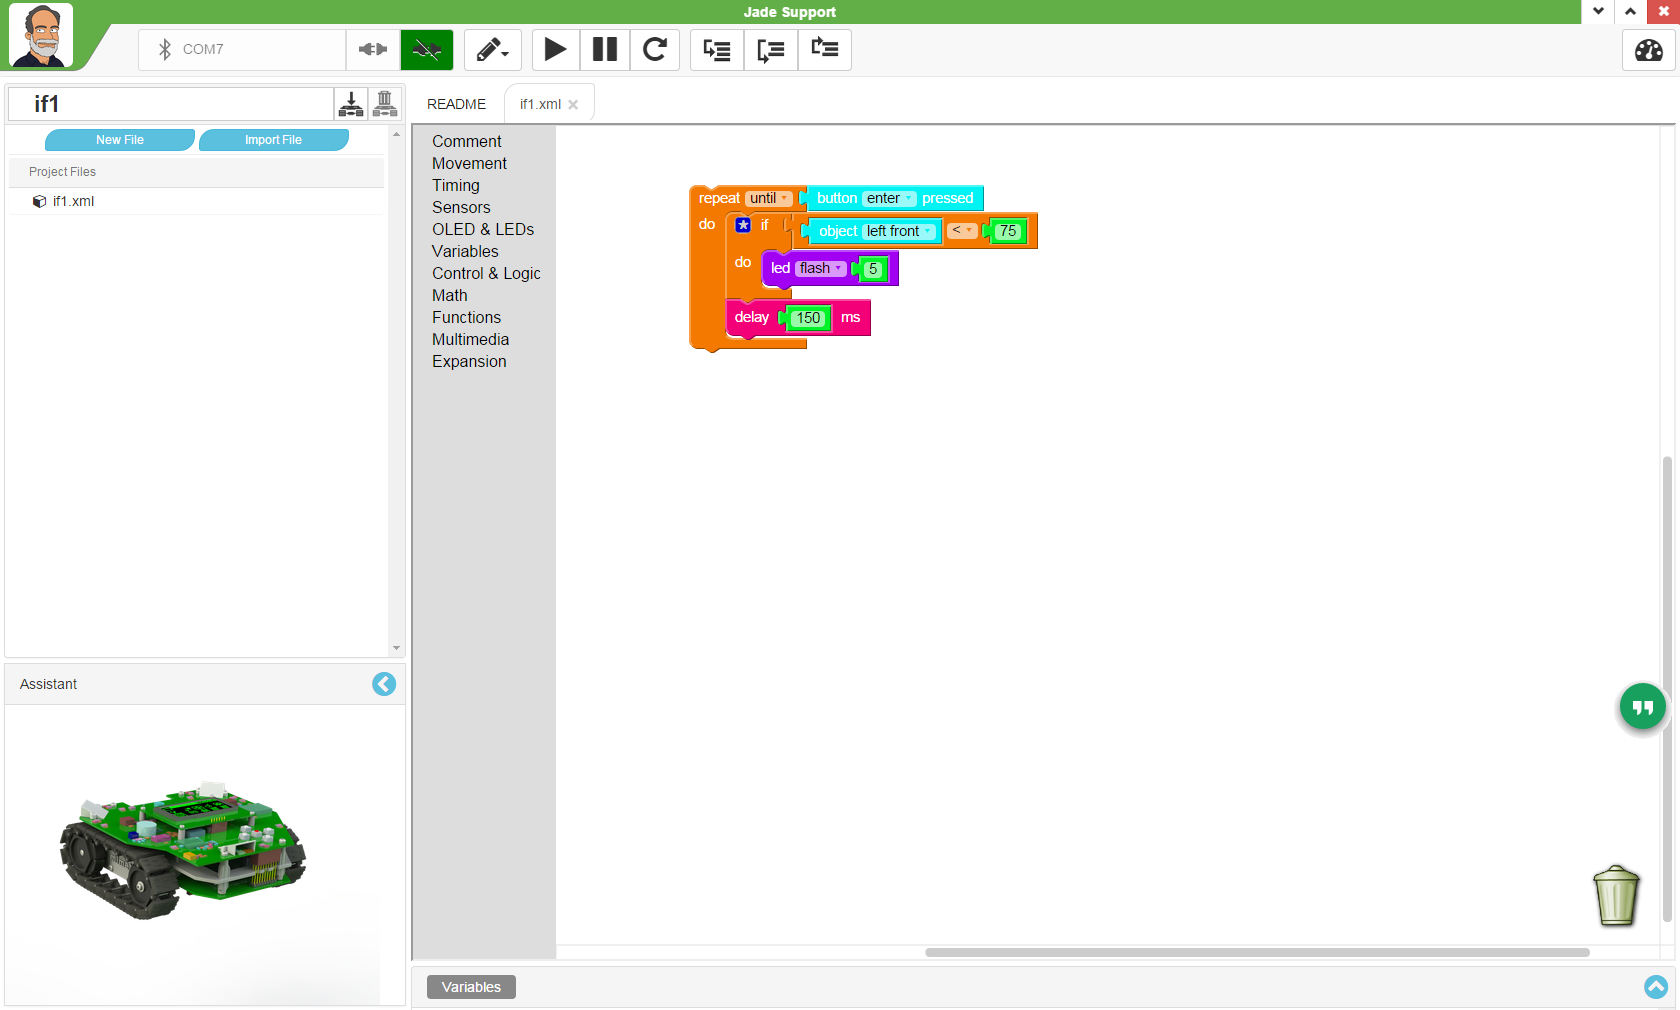 Jade Support
COM7
if1
README
if1.xml
New File
Import File
Project Files
if1.xml
Comment
Movement
Timing
Sensors
OLED & LEDs
Variables
Control & Logic
Math
Functions
Multimedia
Expansion
repeat until button enter pressed
do if object left front < 75
do led flash 5
delay 150 ms
Assistant
Variables